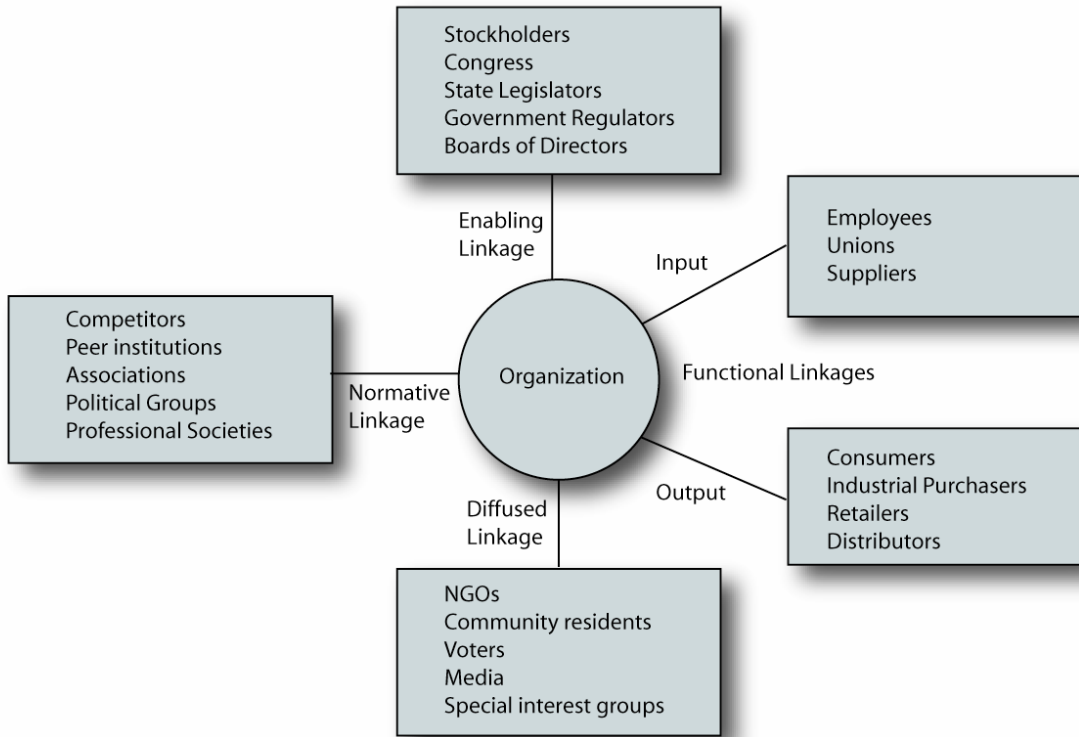 Stockholders
Congress
State Legislators
Government Regulators
Boards of Directors
Enabling
Linkage
Input
Employees
Unions
Suppliers
Competitors
Peer institutions
Associations
Political Groups
Professional Societies
Normative
Linkage
Organization
Functional Linkages
Diffused
Linkage
Output
Consumers
Industrial Purchasers
Retailers
Distributors
NGOs
Community residents
Voters
Media
Special interest groups